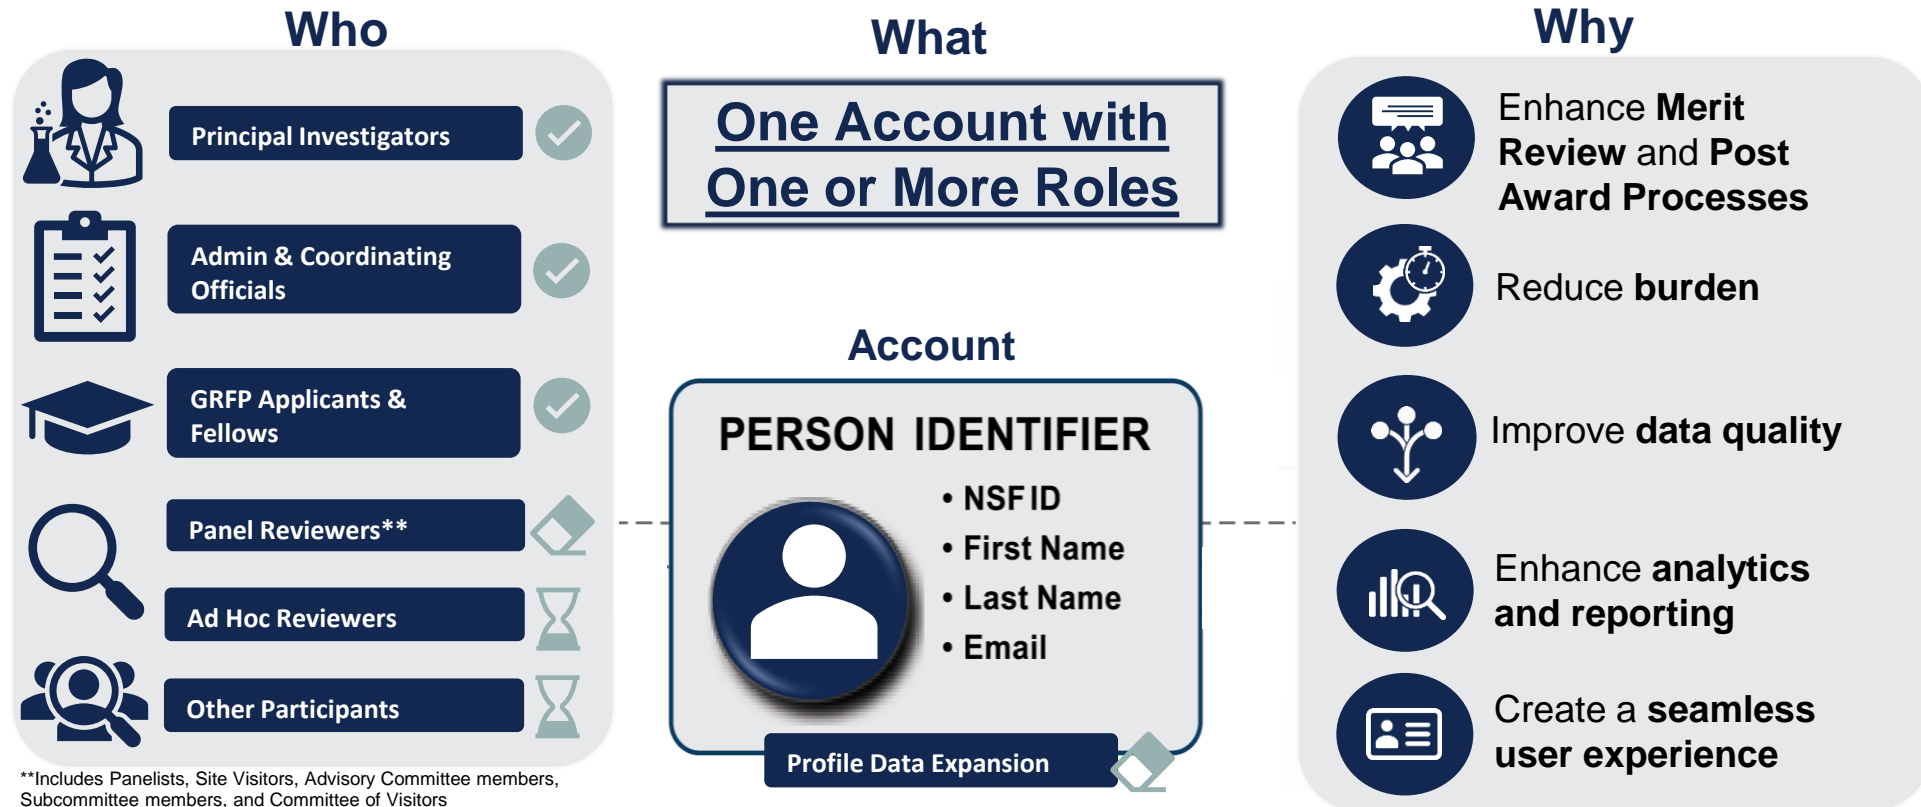 Who
Principal Investigators
Admin & Coordinating
Officials
GRFP Applicants &
Fellows
Panel Reviewers**
Ad Hoc Reviewers
Other Participants
**Includes Panelists, Site Visitors, Advisory Committee members,
Subcommittee members, and Committee of Visitors
What
One Account with
One or More Roles
Account
PERSON IDENTIFIER
• NSF ID
• First Name
• Last Name
• Email
Profile Data Expansion
Why
Enhance Merit
Review and Post
Award Processes
Reduce burden
Improve data quality
Enhance analytics
and reporting
Create a seamless
user experience